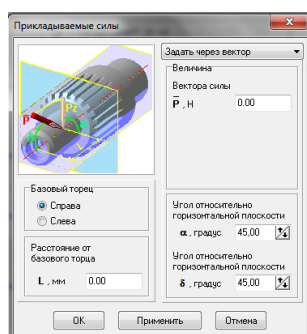 Прикладываемые силы
Задать через вектор
Величина
Вектора силы
P , Н 0.00
Базовый торец
Справа
Слева
Расстояние от
базового торца
L , мм 0.00
Угол относительно
горизонтальной плоскости
α, градус 45,00
Угол относительно
горизонтальной плоскости
δ, градус 45,00
ОК Применить Отмена